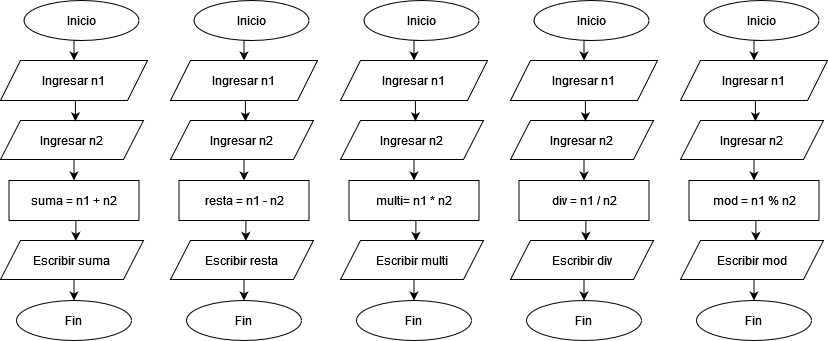 Inicio
Ingresar n1
Ingresar n2
suma = n1 + n2
Escribir suma
Fin
Inicio
Ingresar n1
Ingresar n2
resta = n1 - n2
Escribir resta
Fin
Inicio
Ingresar n1
Ingresar n2
multi= n1 * n2
Escribir multi
Fin
Inicio
Ingresar n1
Ingresar n2
div = n1 / n2
Escribir div
Fin
Inicio
Ingresar n1
Ingresar n2
mod = n1 % n2
Escribir mod
Fin